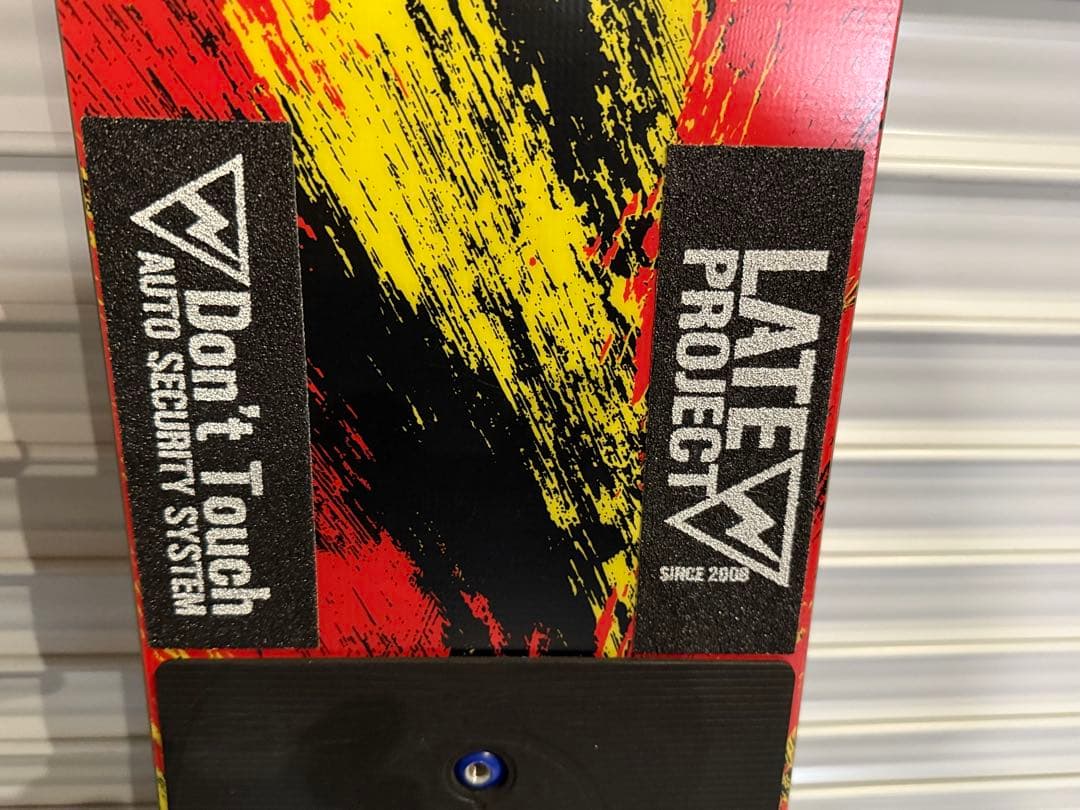 Don't Touch
AUTO SECURITY SYSTEM
LATE
PROJECT
SINCE 2008